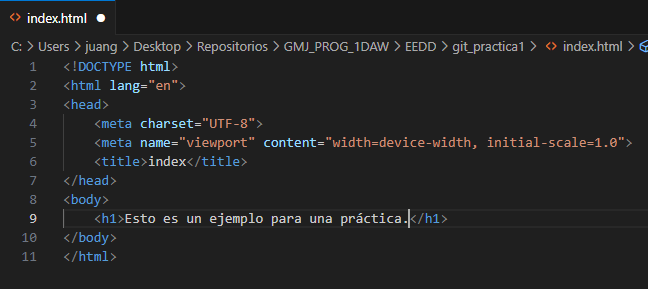 index.html
C: > Users > juang > Desktop > Repositorios > GMJ_PROG_1DAW > EEDD > git_practica1 > <> index.html >
1 <!DOCTYPE html>
2 <html lang="en">
3 <head>
4     <meta charset="UTF-8">
5     <meta name="viewport" content="width=device-width, initial-scale=1.0">
6     <title>index</title>
7 </head>
8 <body>
9     <h1>Esto es un ejemplo para una práctica.</h1>
10 </body>
11 </html>